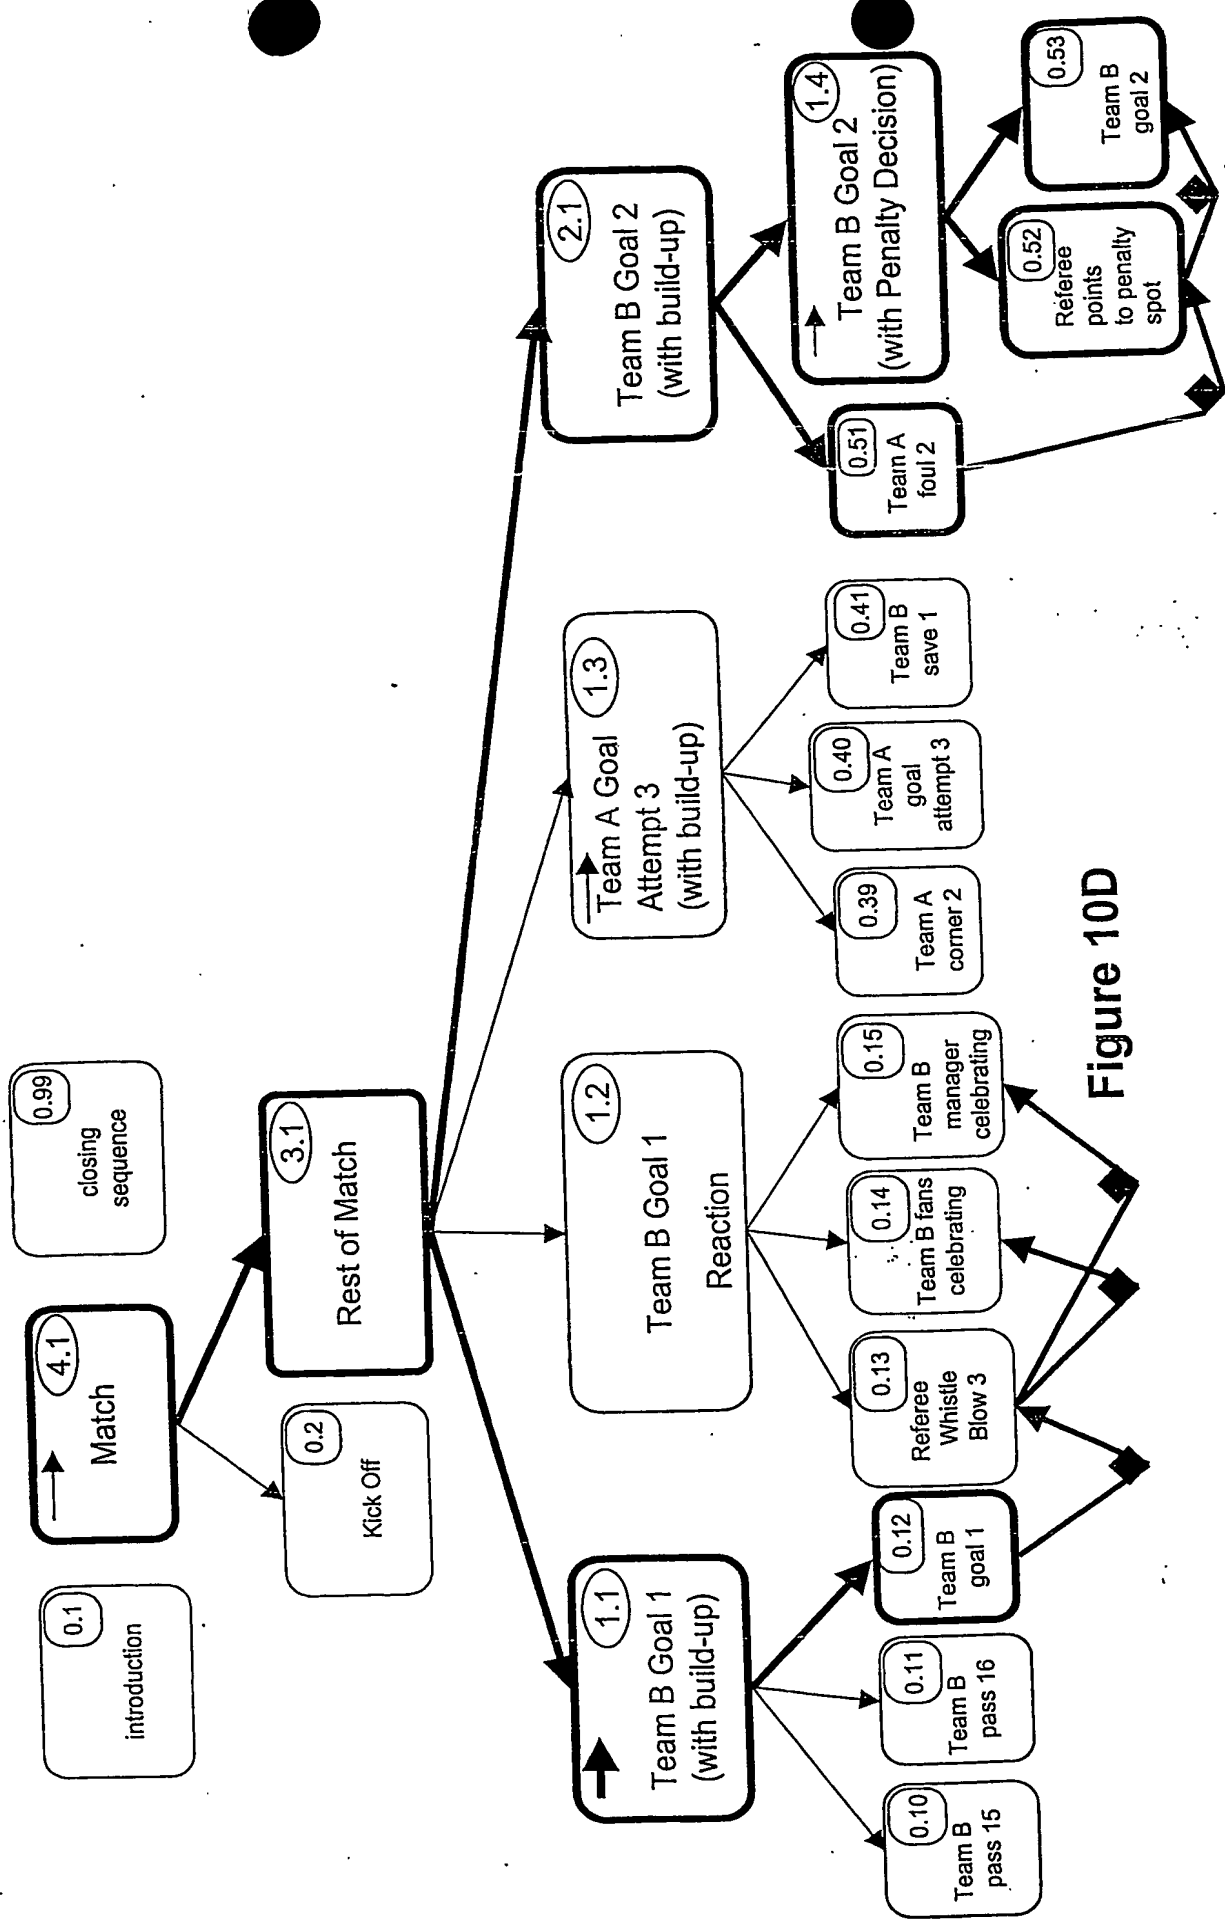 0.1
introduction
4.1
Match
0.99
closing
sequence
0.2
Kick Off
3.1
Rest of Match
1.1
Team B Goal 1
(with build-up)
1.2
Team B Goal 1
Reaction
1.3
Team A Goal
Attempt 3
(with build-up)
2.1
Team B Goal 2
(with build-up)
0.10
Team B
pass 15
0.11
Team B
pass 16
0.12
Team B
goal 1
0.13
Referee
Whistle
Blow 3
0.14
Team B fans
celebrating
0.15
Team B
manager
celebrating
0.39
Team A
corner 2
0.40
Team A
goal
attempt 3
0.41
Team B
save 1
0.51
Team A
foul 2
1.4
Team B Goal 2
(with Penalty Decision)
0.52
Referee
points
to penalty
spot
0.53
Team B
goal 2
Figure 10D